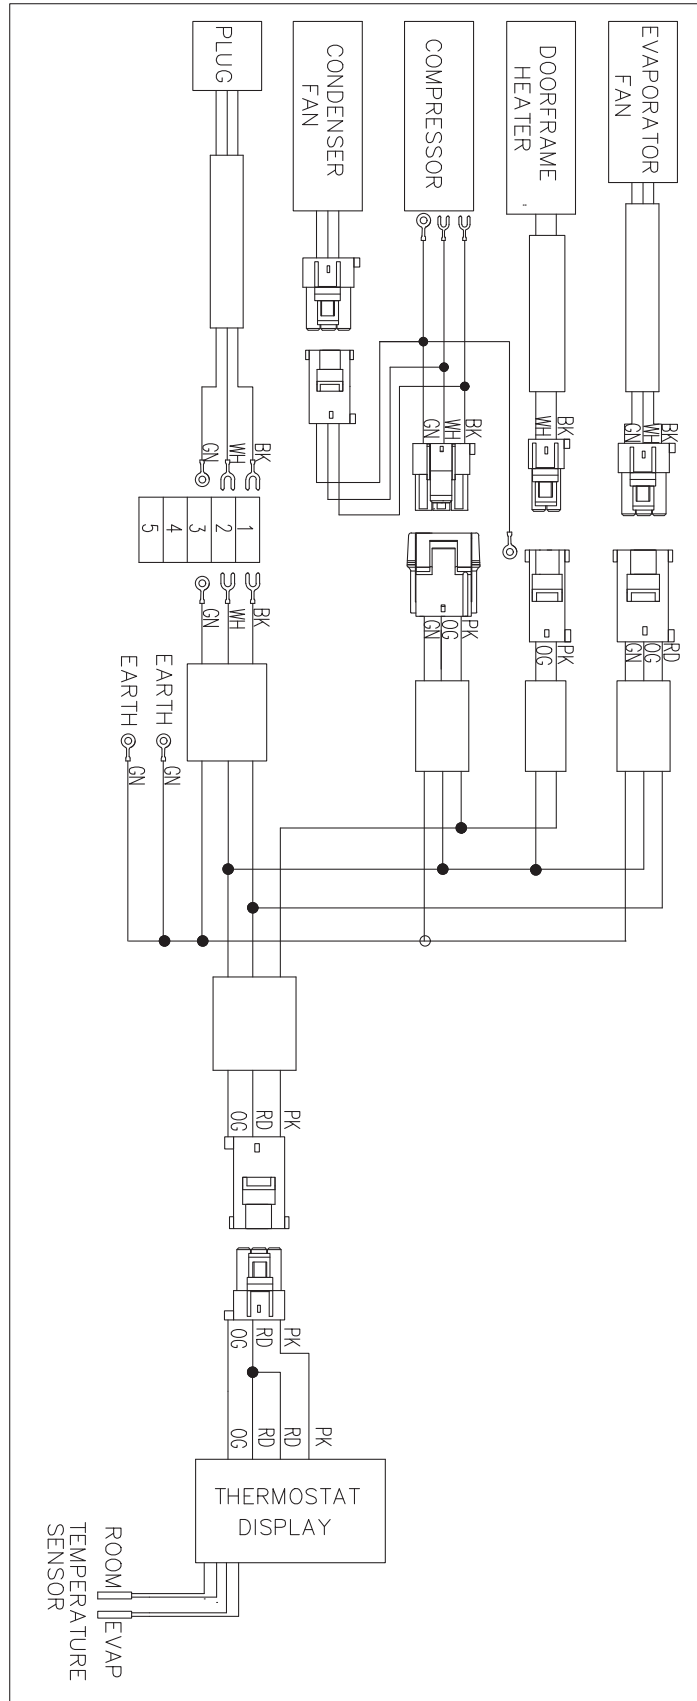 PLUG
CONDENSER
FAN
COMPRESSOR
DOORFRAME
HEATER
EVAPORATOR
FAN
GN
WH
BK
GN
WH
BK
WH
BK
GN
WH
BK
5
4
3
2
1
GN
WH
BK
GN
OG
PK
OG
PK
GN
OG
RD
EARTH
EARTH
GN
GN
OG
RD
PK
OG
RD
PK
OG
RD
RD
PK
THERMOSTAT
DISPLAY
ROOM
EVAP
TEMPERATURE
SENSOR